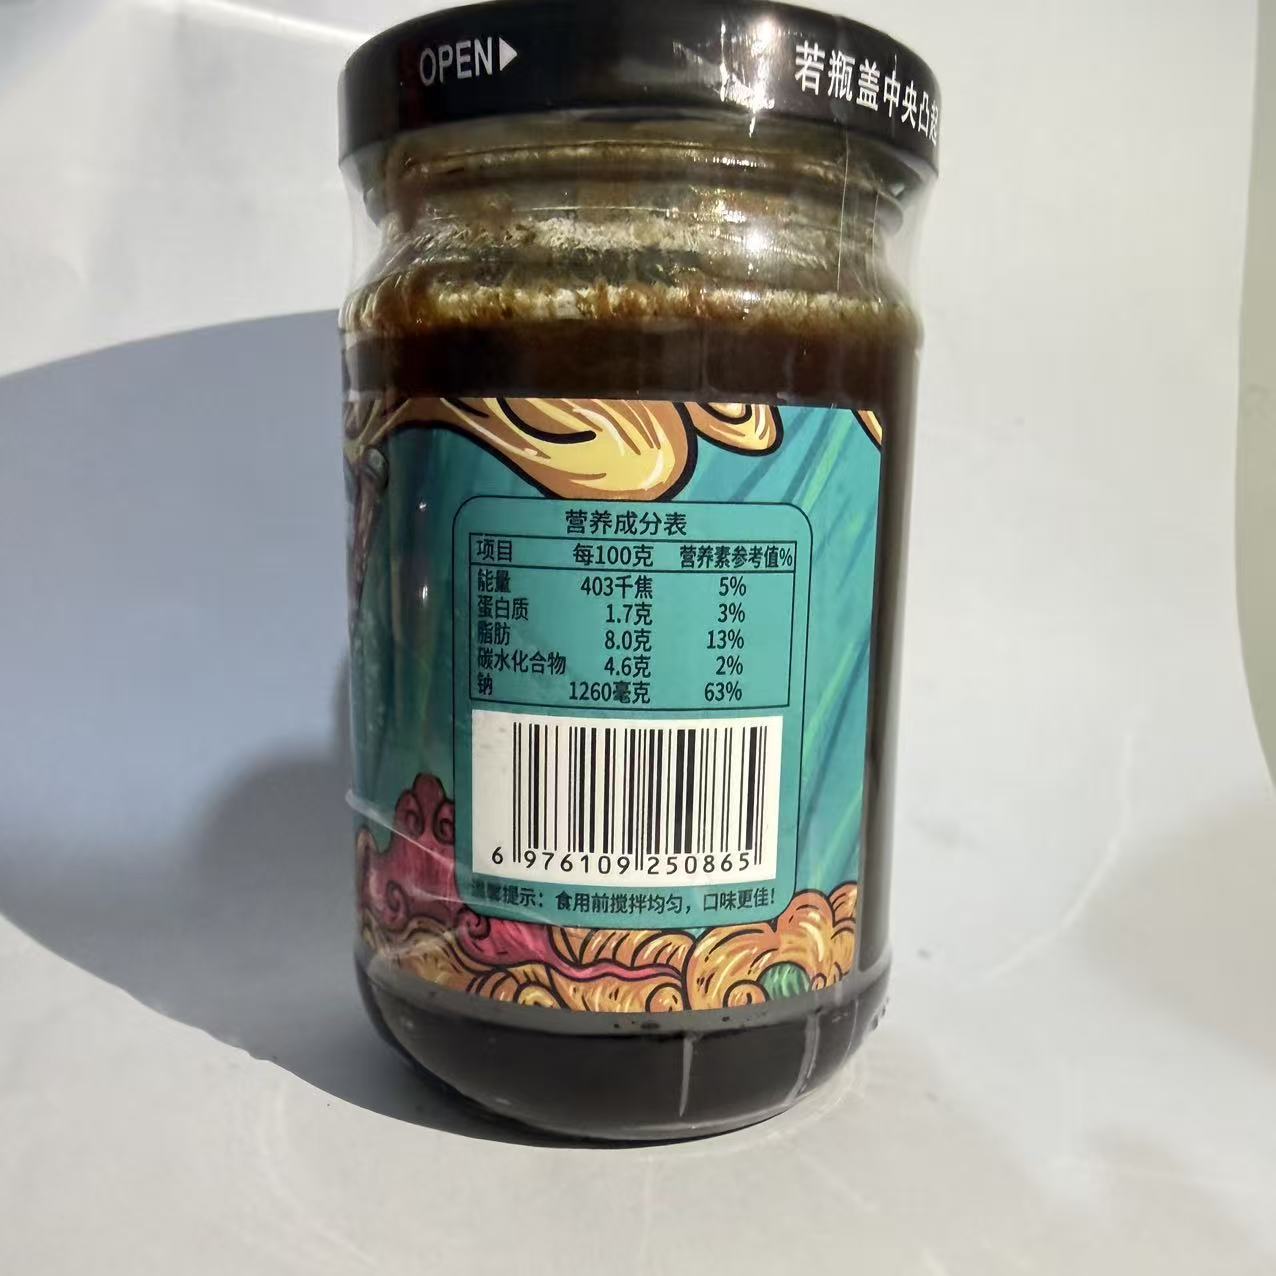 OPEN
若瓶盖中央凸起
营养成分表
项目 每100克 营养素参考值%
能量 403千焦 5%
蛋白质 1.7克 3%
脂肪 8.0克 13%
碳水化合物 4.6克 2%
钠 1260毫克 63%
6 976109 250865
温馨提示：食用前搅拌均匀，口味更佳！